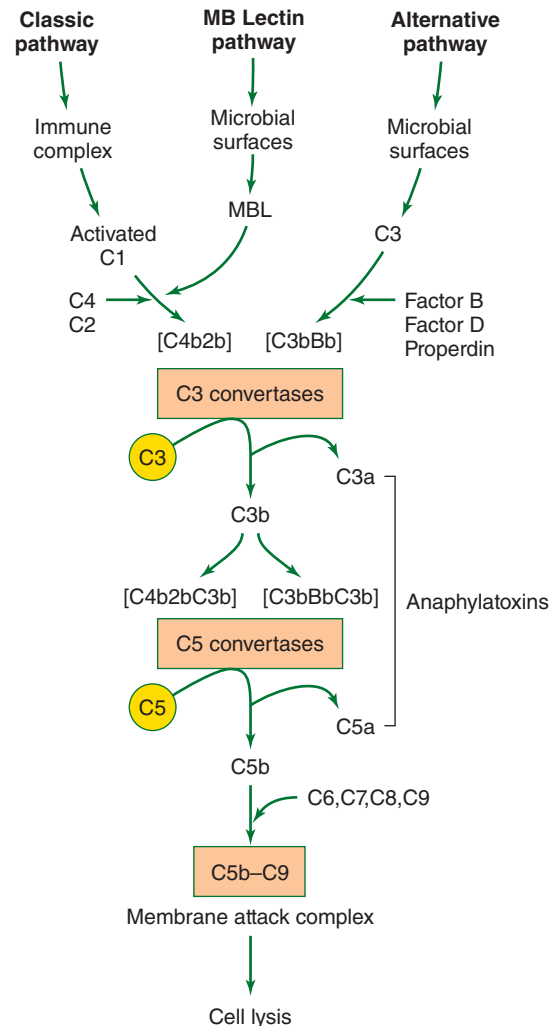 Classic
pathway
MB Lectin
pathway
Alternative
pathway
Immune
complex
Microbial
surfaces
Microbial
surfaces
MBL
Activated
C1
C3
C4
C2
Factor B
Factor D
Properdin
[C4b2b]
[C3bBb]
C3 convertases
C3
C3a
C3b
[C4b2bC3b]
[C3bBbC3b]
Anaphylatoxins
C5 convertases
C5
C5a
C5b
C6,C7,C8,C9
C5b–C9
Membrane attack complex
Cell lysis